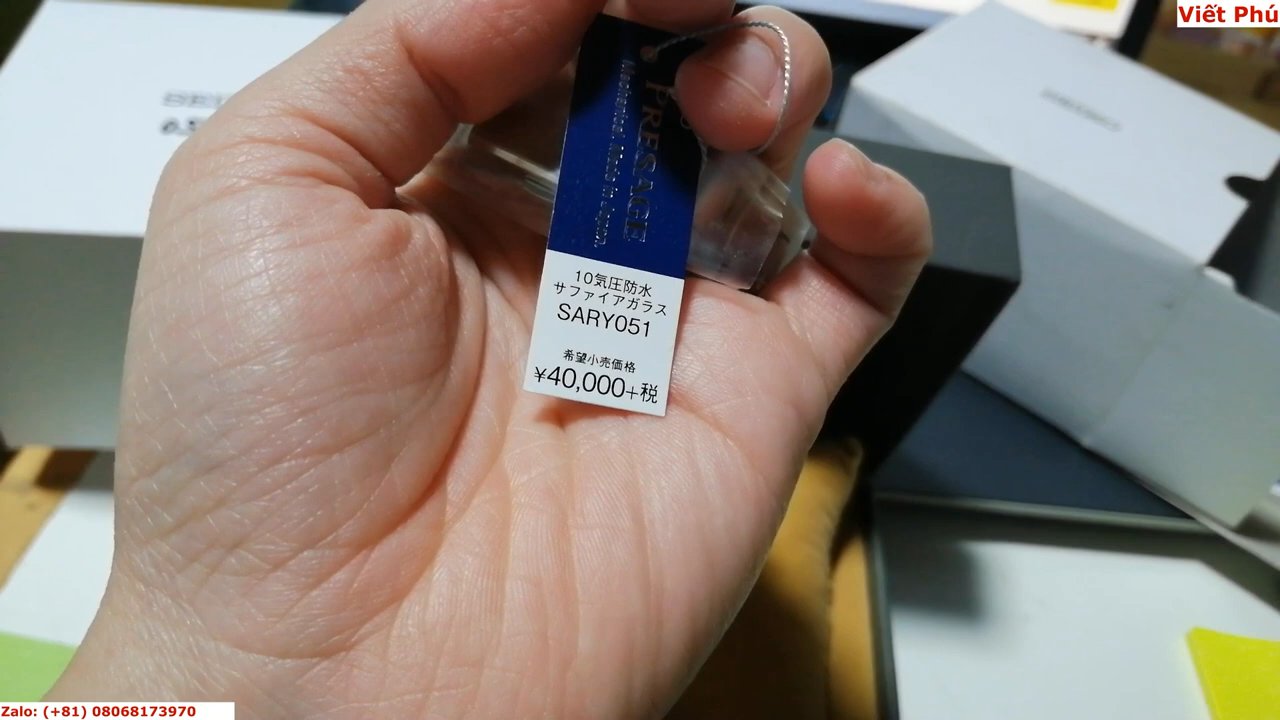 Viết Phú
PRESAGE
Mechanical. Made in Japan.
10気圧防水
サファイアガラス
SARY051
希望小売価格
¥40,000+税
Zalo: (+81) 08068173970